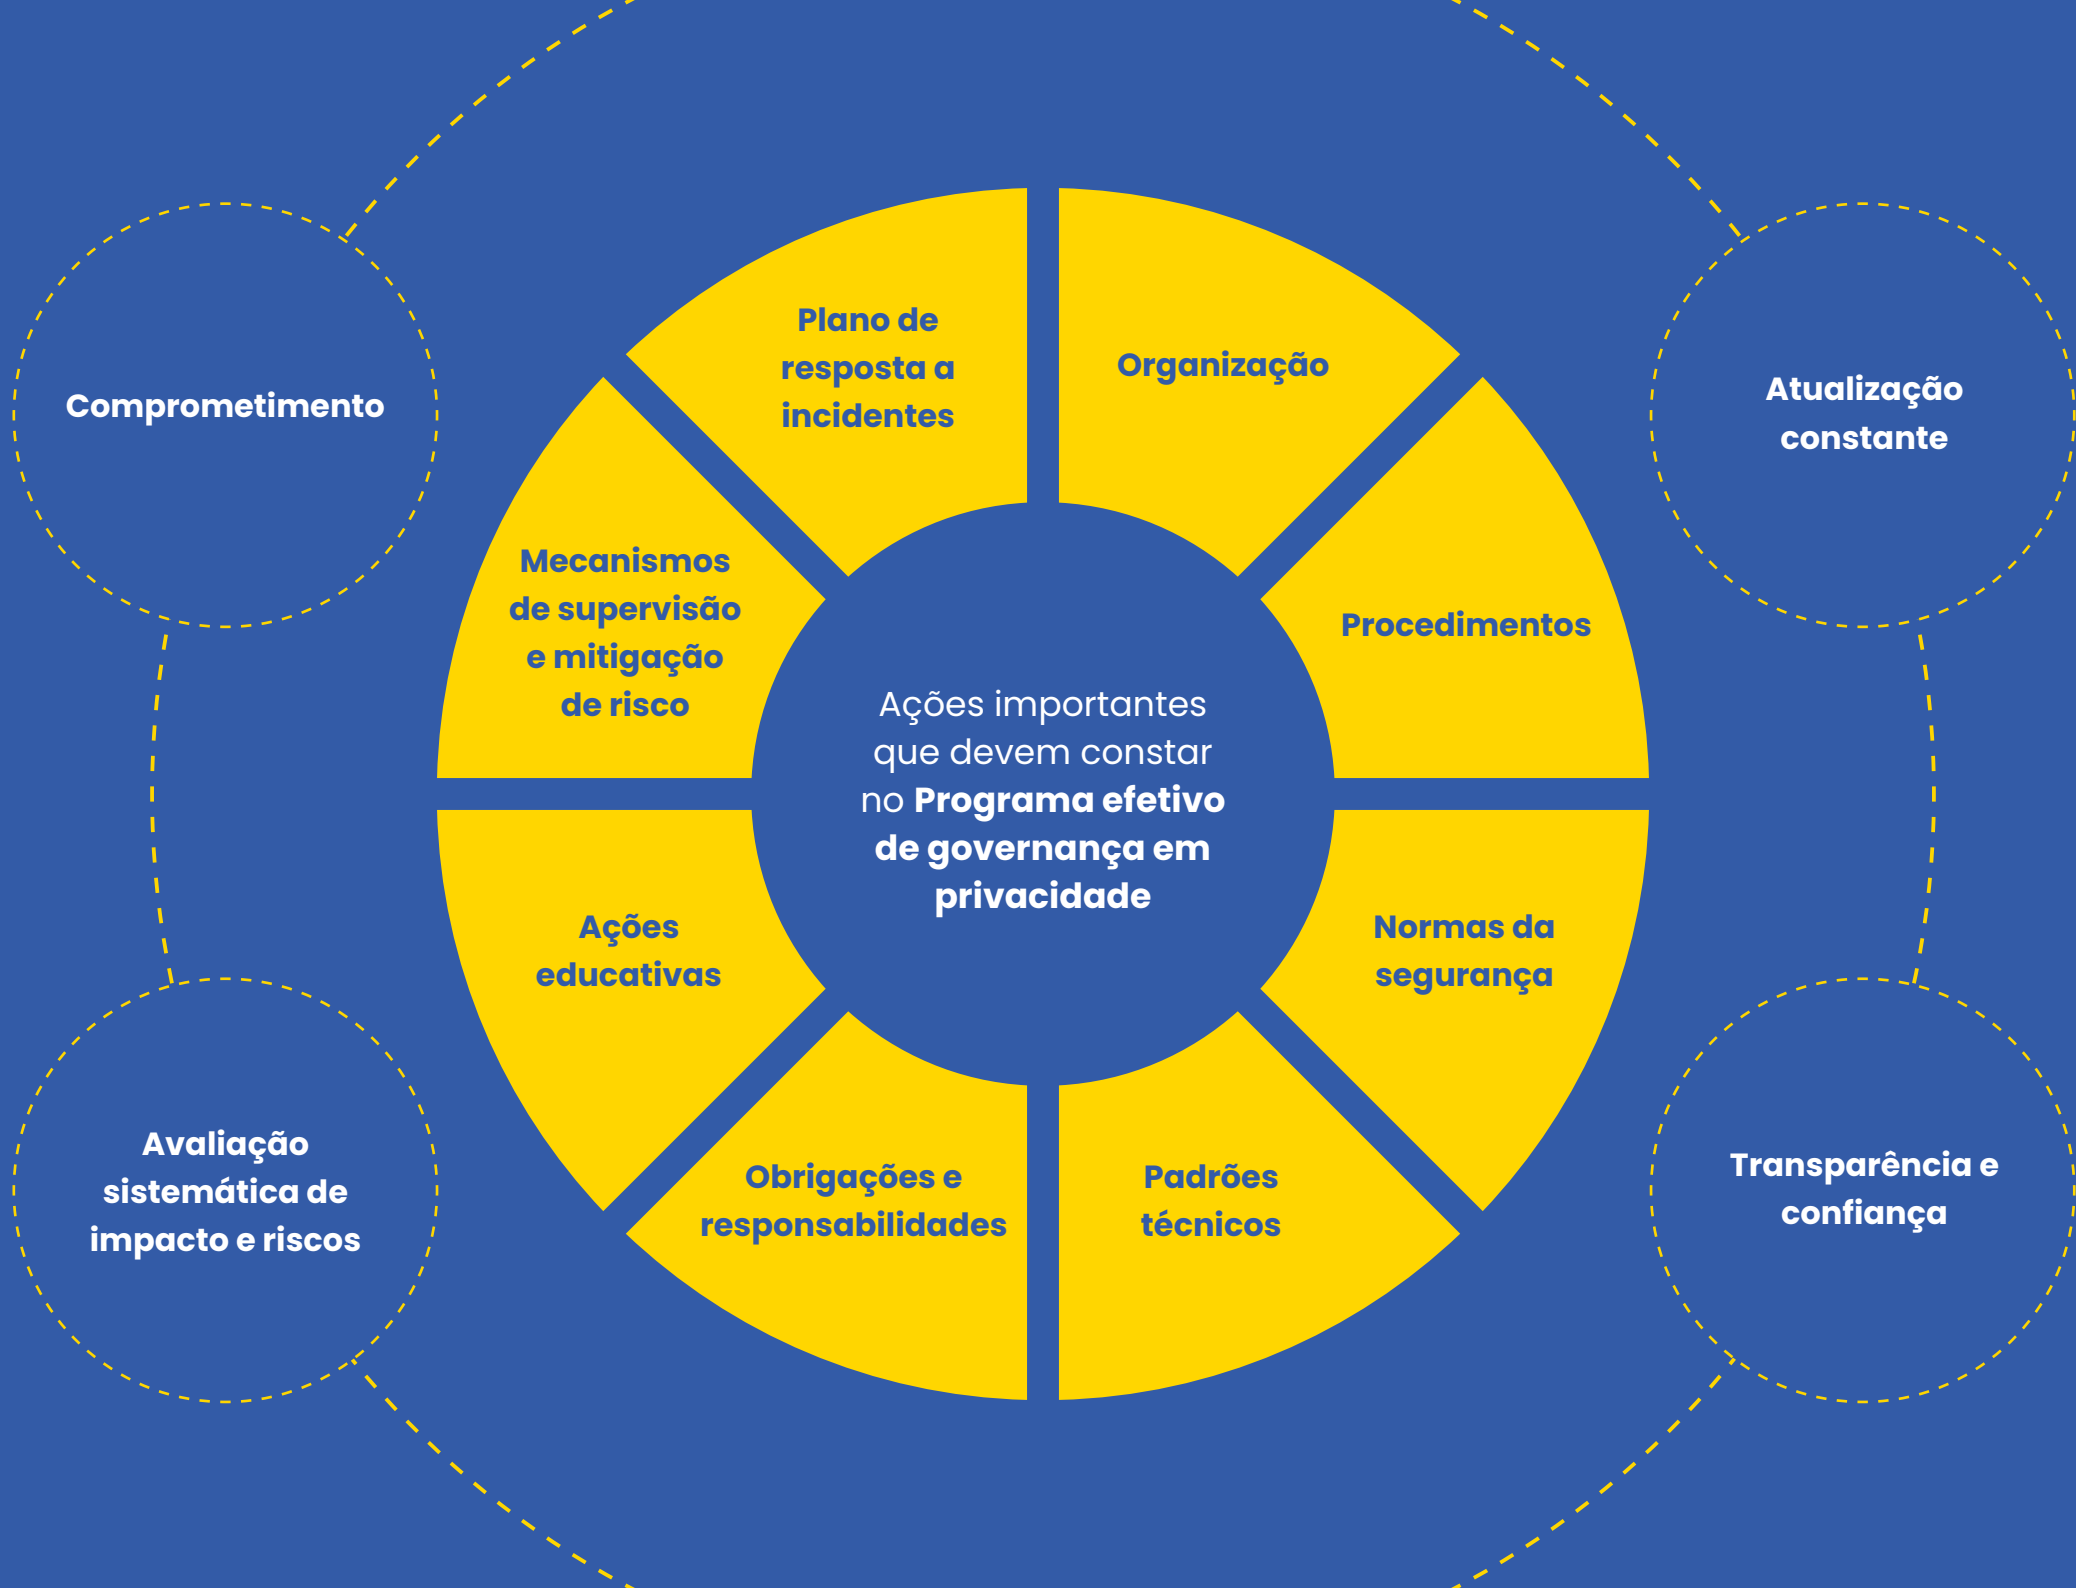 Plano de
resposta a
incidentes
Organização
Comprometimento
Atualização
constante
Mecanismos
de supervisão
e mitigação
de risco
Procedimentos
Ações importantes
que devem constar
no Programa efetivo
de governança em
privacidade
Ações
educativas
Normas da
segurança
Avaliação
sistemática de
impacto e riscos
Obrigações e
responsabilidades
Padrões
técnicos
Transparência e
confiança